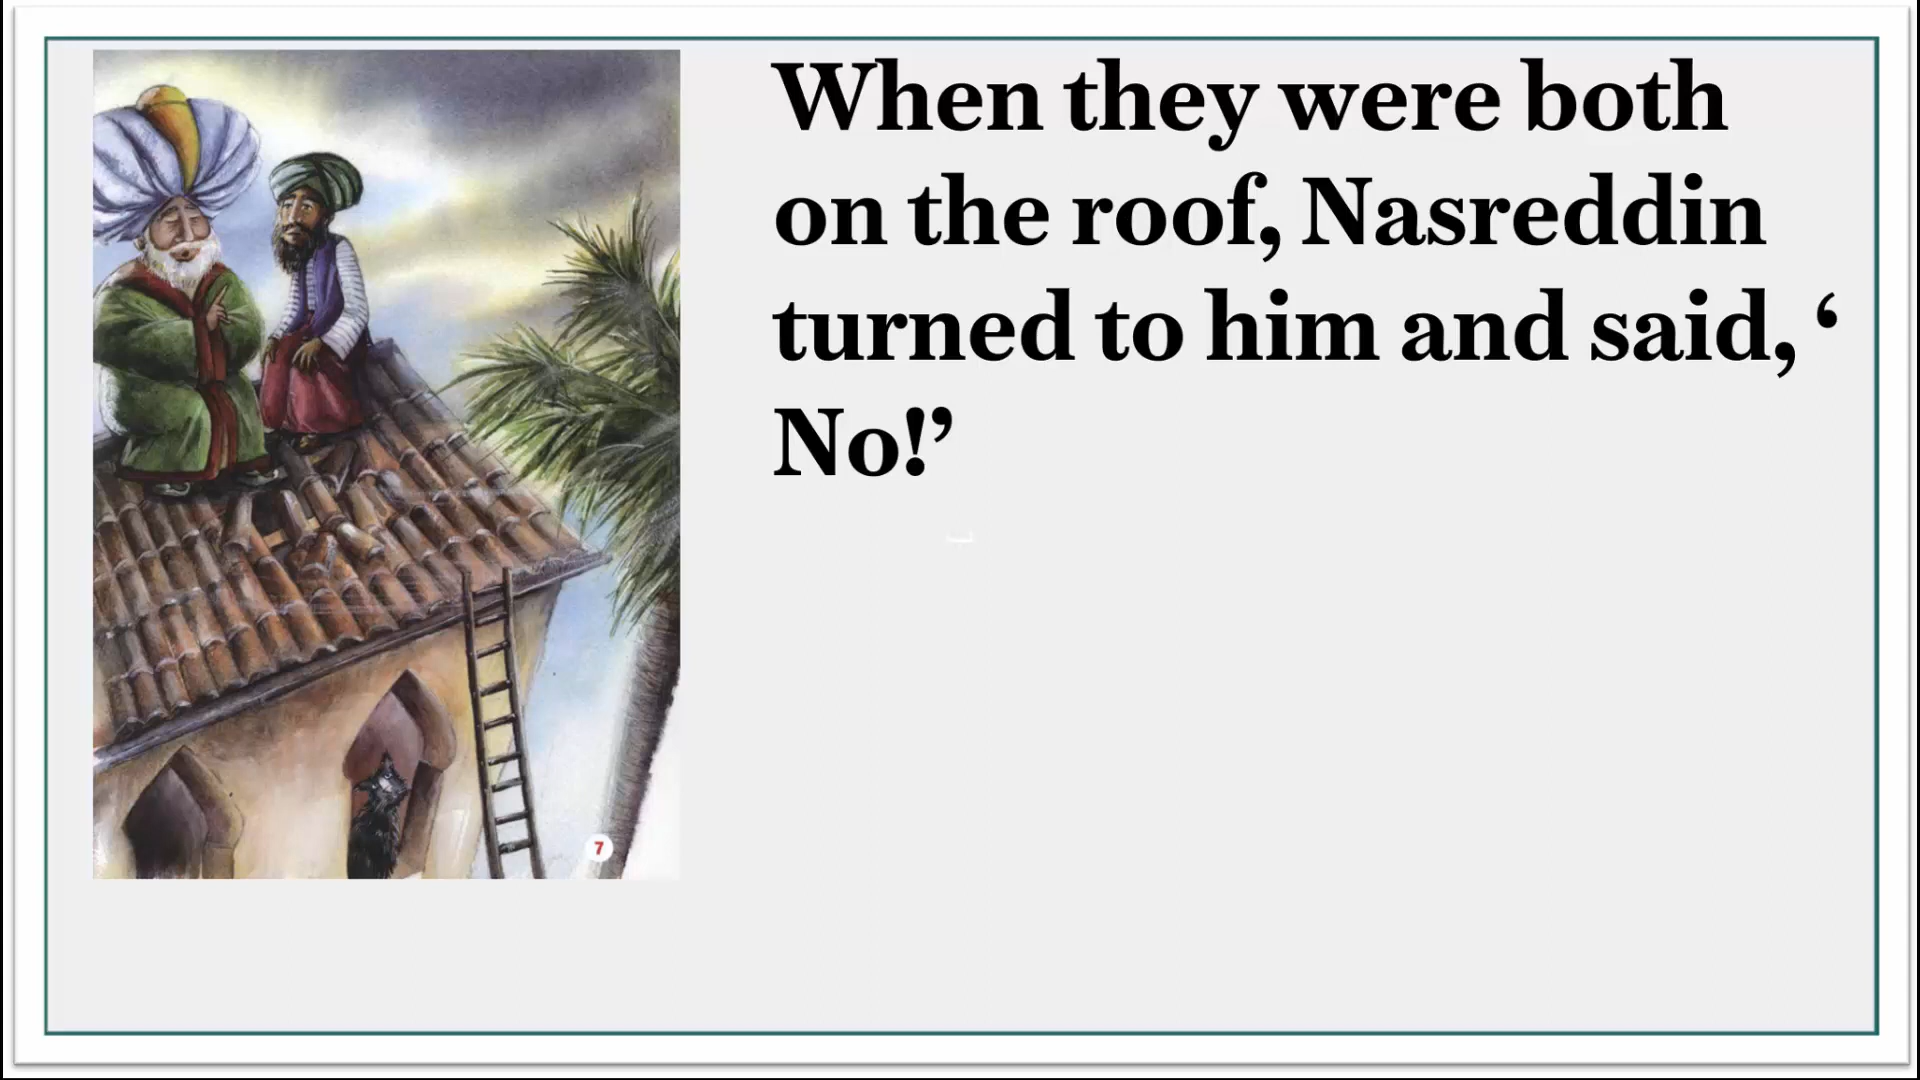 When they were both
on the roof, Nasreddin
turned to him and said, ‘
No!’
7